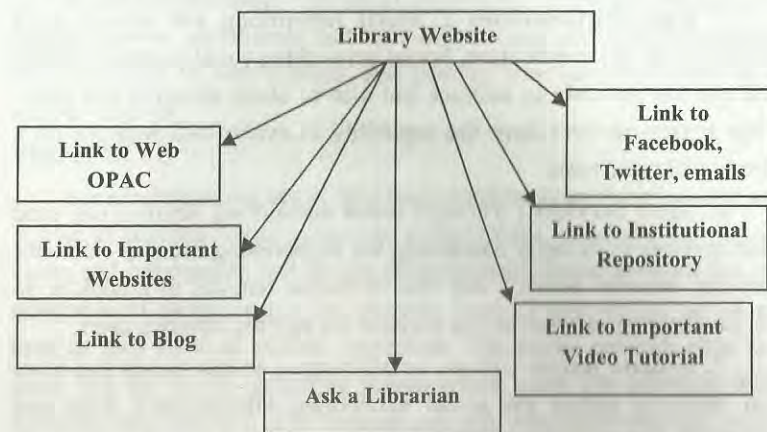 Library Website
Link to
Facebook,
Twitter, emails
Link to Web
OPAC
Link to Institutional
Repository
Link to Important
Websites
Link to Important
Video Tutorial
Link to Blog
Ask a Librarian